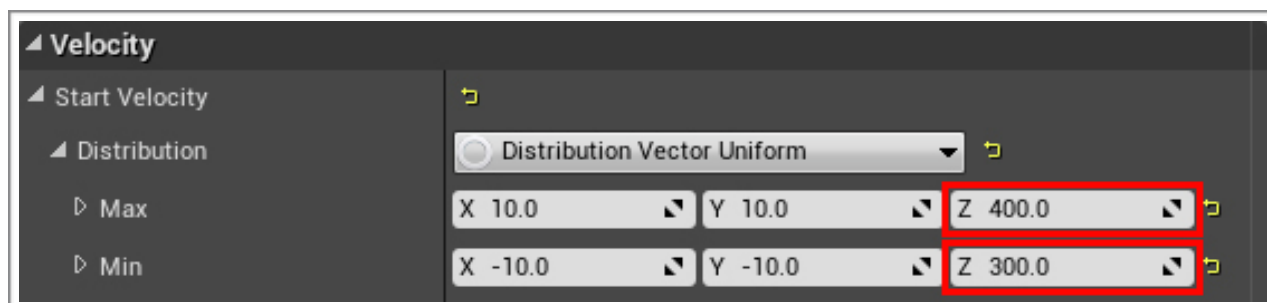 Velocity
Start Velocity
Distribution Distribution Vector Uniform
Max X 10.0 Y 10.0 Z 400.0
Min X -10.0 Y -10.0 Z 300.0